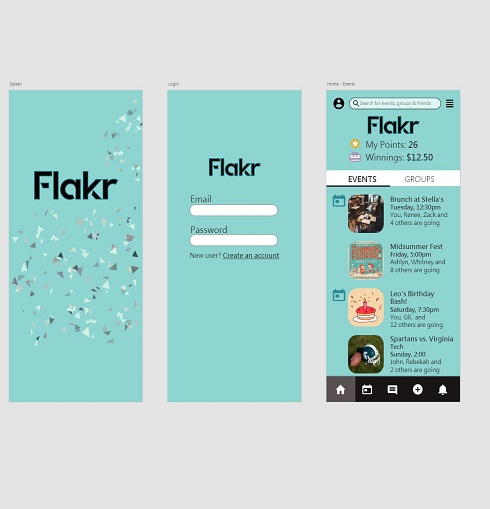 Splash
Login
Home - Events
Flakr
Flakr
Email
Password
New user? Create an account
Search for events, groups & friends
Flakr
My Points: 26
Winnings: $12.50
EVENTS
GROUPS
Brunch at Stella's
Tuesday, 12:30pm
You, Renee, Zack and
4 others are going
Midsummer Fest
Friday, 5:00pm
Ashlyn, Whitney and
8 others are going
Leo's Birthday
Bash!
Saturday, 7:30pm
You, Gil, and
12 others are going
Spartans vs. Virginia
Tech
Sunday, 2:00
John, Rebekah and
2 others are going